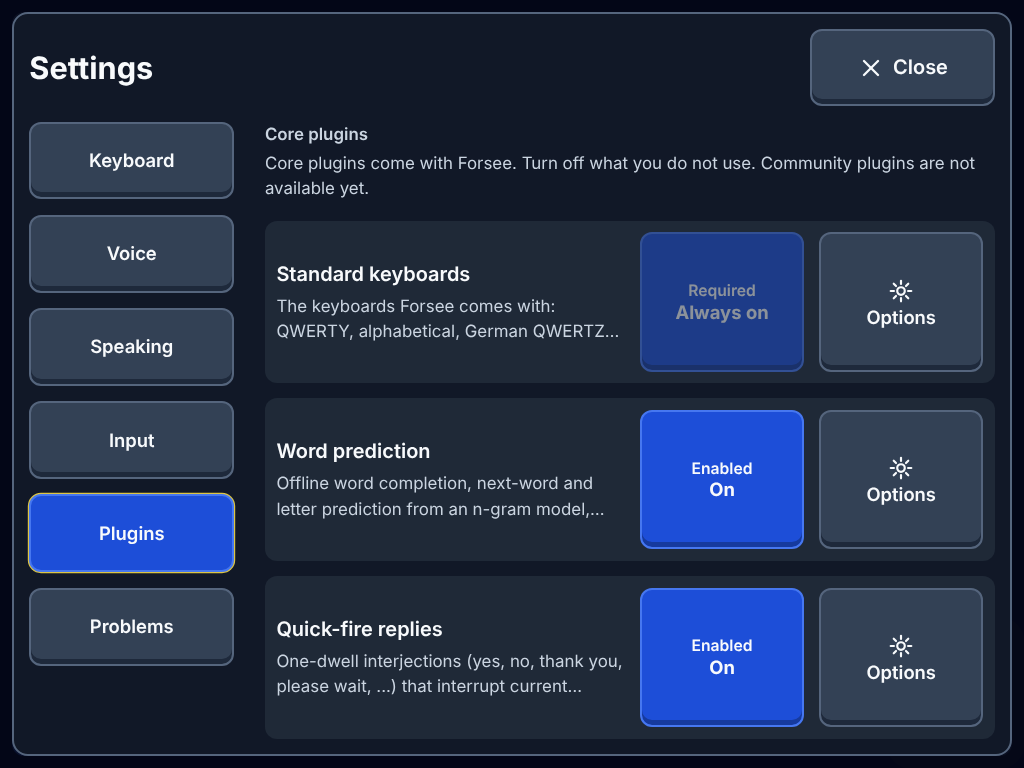 Settings
Close
Keyboard
Voice
Speaking
Input
Plugins
Problems
Core plugins
Core plugins come with Forsee. Turn off what you do not use. Community plugins are not
available yet.
Standard keyboards
The keyboards Forsee comes with:
QWERTY, alphabetical, German QWERTZ...
Required
Always on
Options
Word prediction
Offline word completion, next-word and
letter prediction from an n-gram model,...
Enabled
On
Options
Quick-fire replies
One-dwell interjections (yes, no, thank you,
please wait, ...) that interrupt current...
Enabled
On
Options